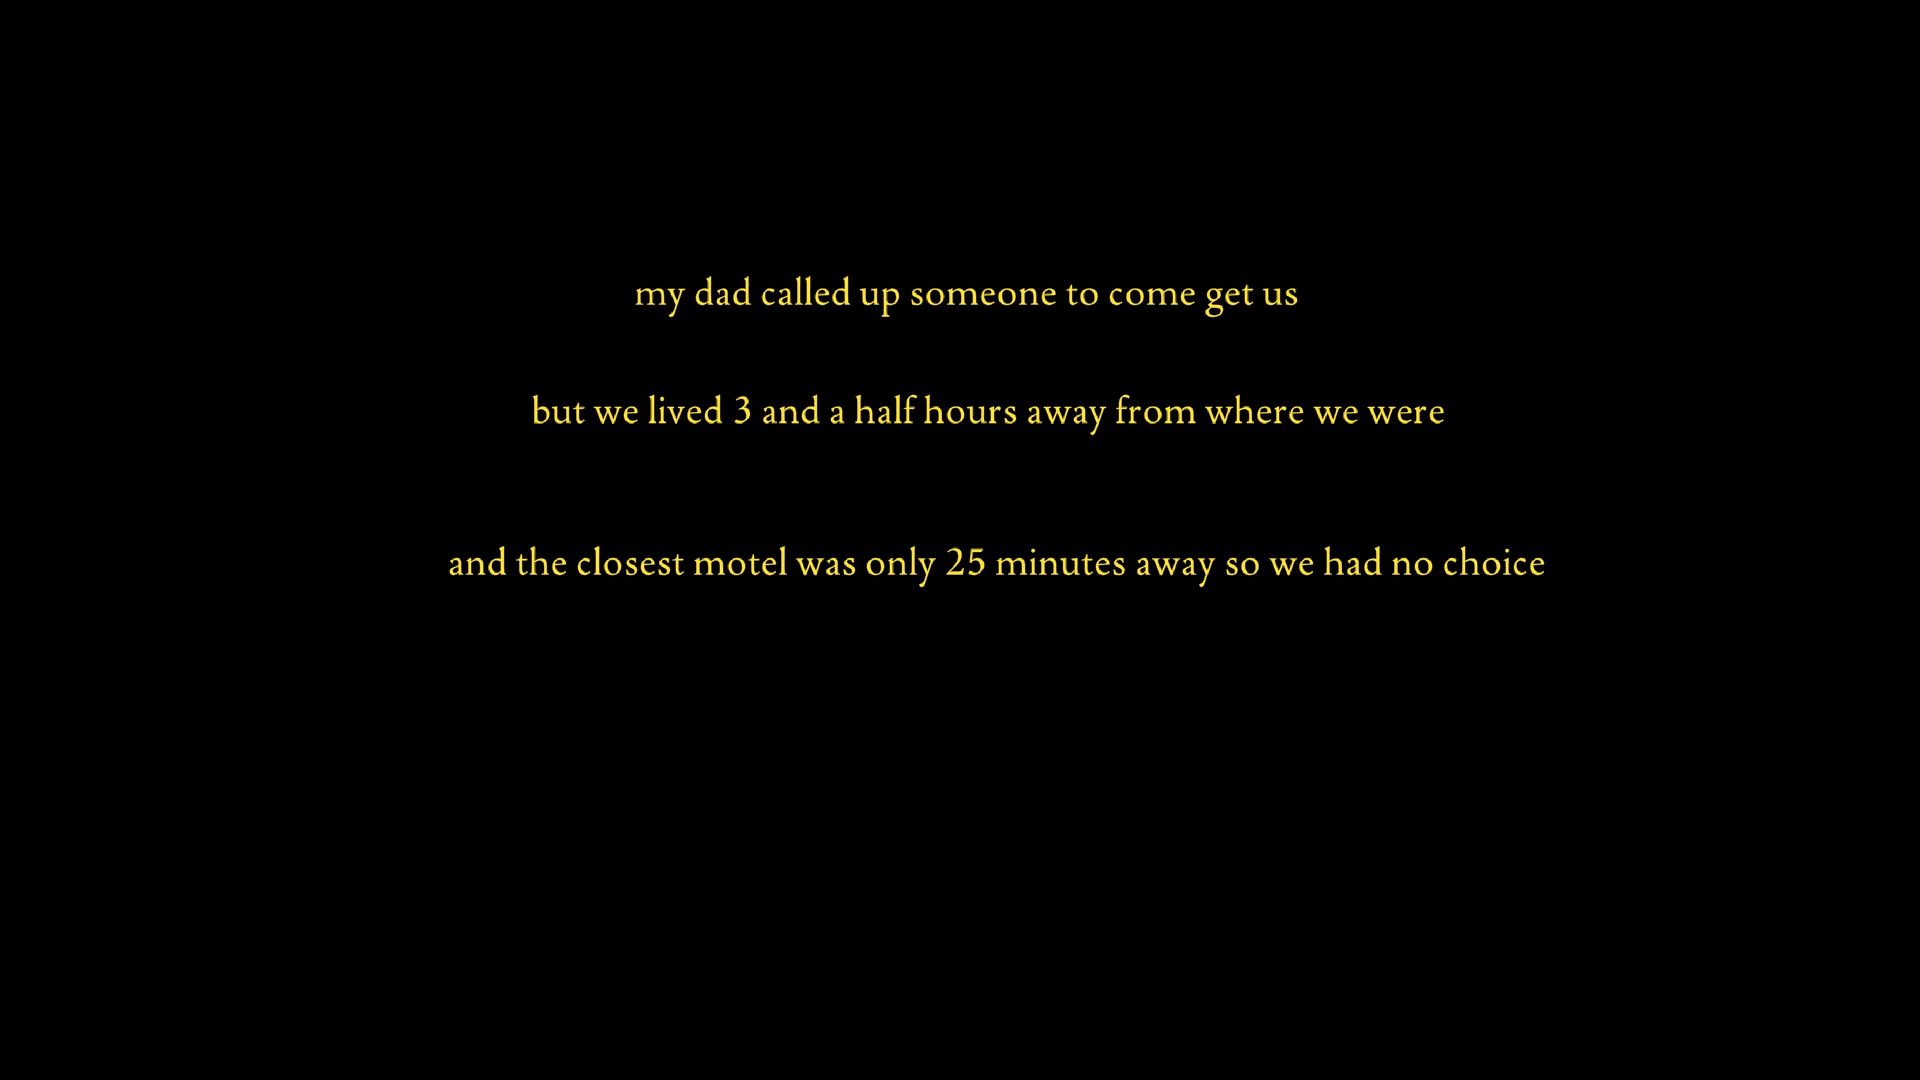 my dad called up someone to come get us
but we lived 3 and a half hours away from where we were
and the closest motel was only 25 minutes away so we had no choice